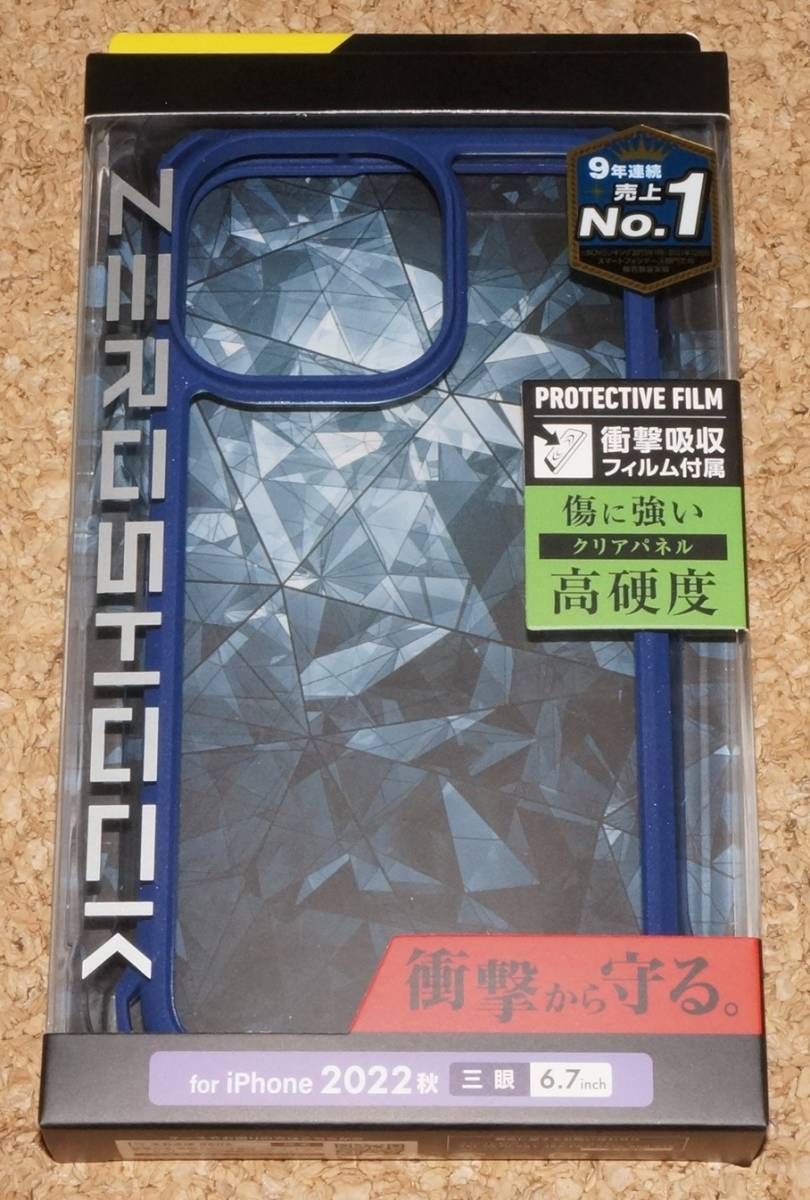 ZEROSHOCK
9年連続
売上
No.1
PROTECTIVE FILM
衝撃吸収
フィルム付属
傷に強い
クリアパネル
高硬度
衝撃から守る。
for iPhone 2022秋 三眼 6.7inch